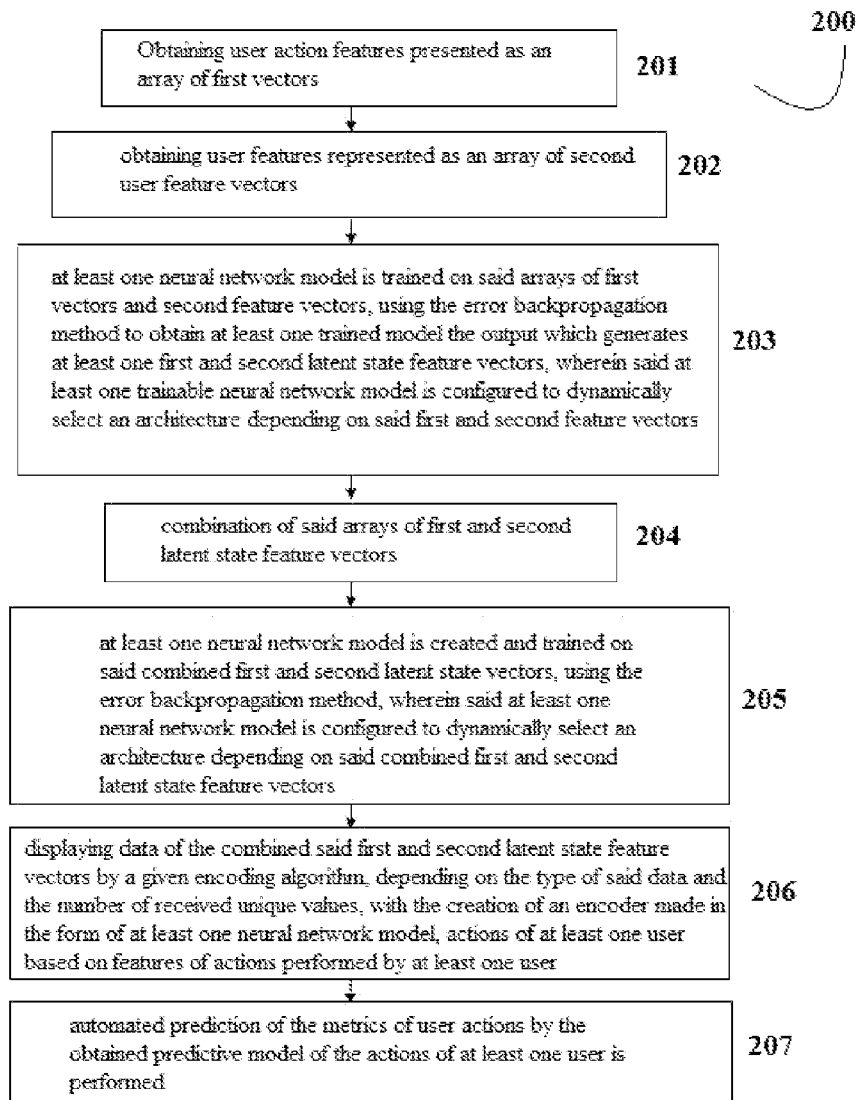 200
Obtaining user action features presented as an
array of first vectors
201
obtaining user features represented as an array of second
user feature vectors
202
at least one neural network model is trained on said arrays of first
vectors and second feature vectors, using the error backpropagation
method to obtain at least one trained model the output which generates
at least one first and second latent state feature vectors, wherein said at
least one trainable neural network model is configured to dynamically
select an architecture depending on said first and second feature vectors
203
combination of said arrays of first and second
latent state feature vectors
204
at least one neural network model is created and trained on
said combined first and second latent state vectors, using the
error backpropagation method, wherein said at least one
neural network model is configured to dynamically select an
architecture depending on said combined first and second
latent state feature vectors
205
displaying data of the combined said first and second latent state feature
vectors by a given encoding algorithm, depending on the type of said data and
the number of received unique values, with the creation of an encoder made in
the form of at least one neural network model, actions of at least one user
based on features of actions performed by at least one user
206
automated prediction of the metrics of user actions by the
obtained predictive model of the actions of at least one user is
performed
207